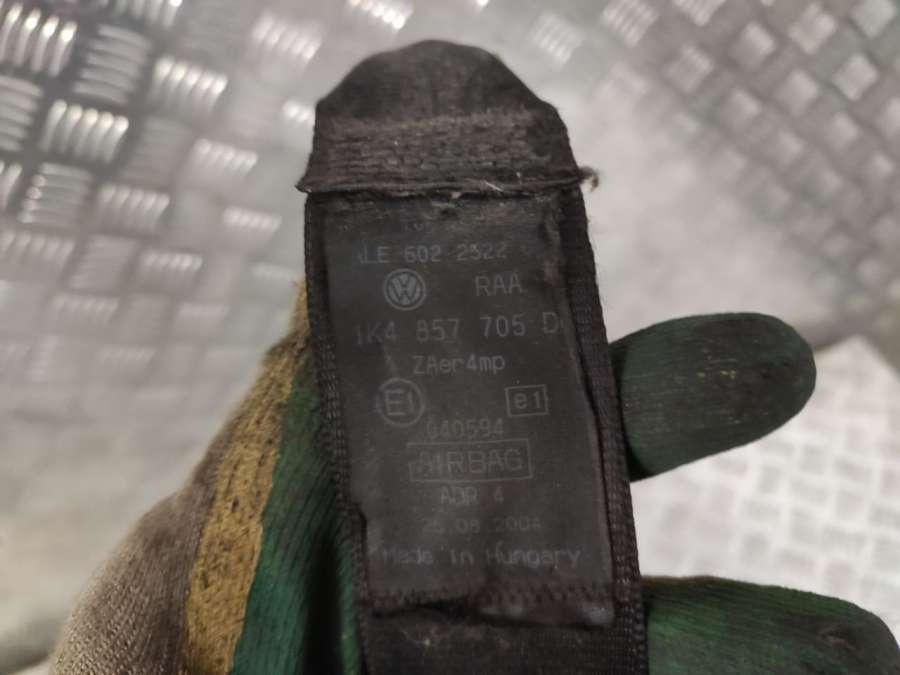 LE 602 2322
RAA
1K4 857 705 D
ZAer4mp
E1 e1
040594
AIRBAG
ADR 4
25.08.2004
Made in Hungary